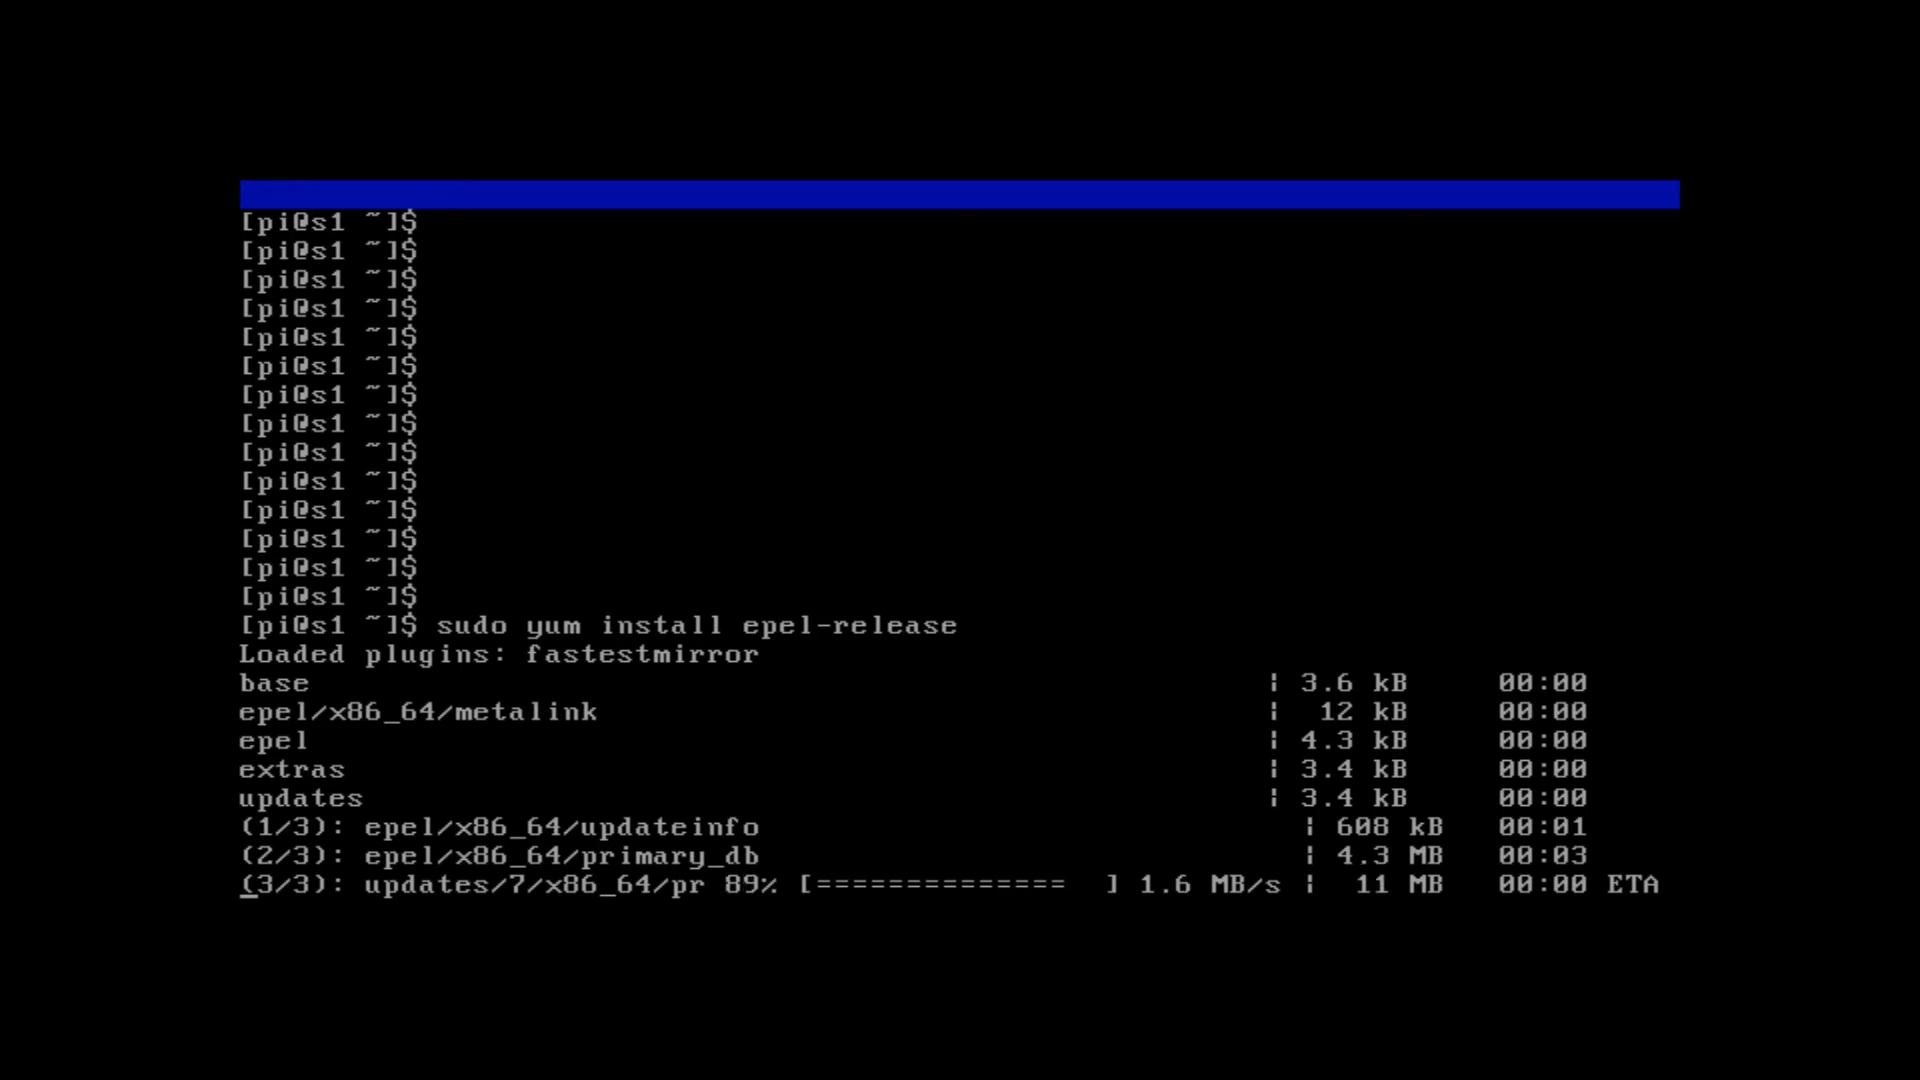 [pi@s1 ~]$
[pi@s1 ~]$
[pi@s1 ~]$
[pi@s1 ~]$
[pi@s1 ~]$
[pi@s1 ~]$
[pi@s1 ~]$
[pi@s1 ~]$
[pi@s1 ~]$
[pi@s1 ~]$
[pi@s1 ~]$
[pi@s1 ~]$
[pi@s1 ~]$
[pi@s1 ~]$
[pi@s1 ~]$ sudo yum install epel-release
Loaded plugins: fastestmirror
base | 3.6 kB 00:00
epel/x86_64/metalink | 12 kB 00:00
epel | 4.3 kB 00:00
extras | 3.4 kB 00:00
updates | 3.4 kB 00:00
(1/3): epel/x86_64/updateinfo | 608 kB 00:01
(2/3): epel/x86_64/primary_db | 4.3 MB 00:03
(3/3): updates/7/x86_64/pr 89% [============== ] 1.6 MB/s | 11 MB 00:00 ETA